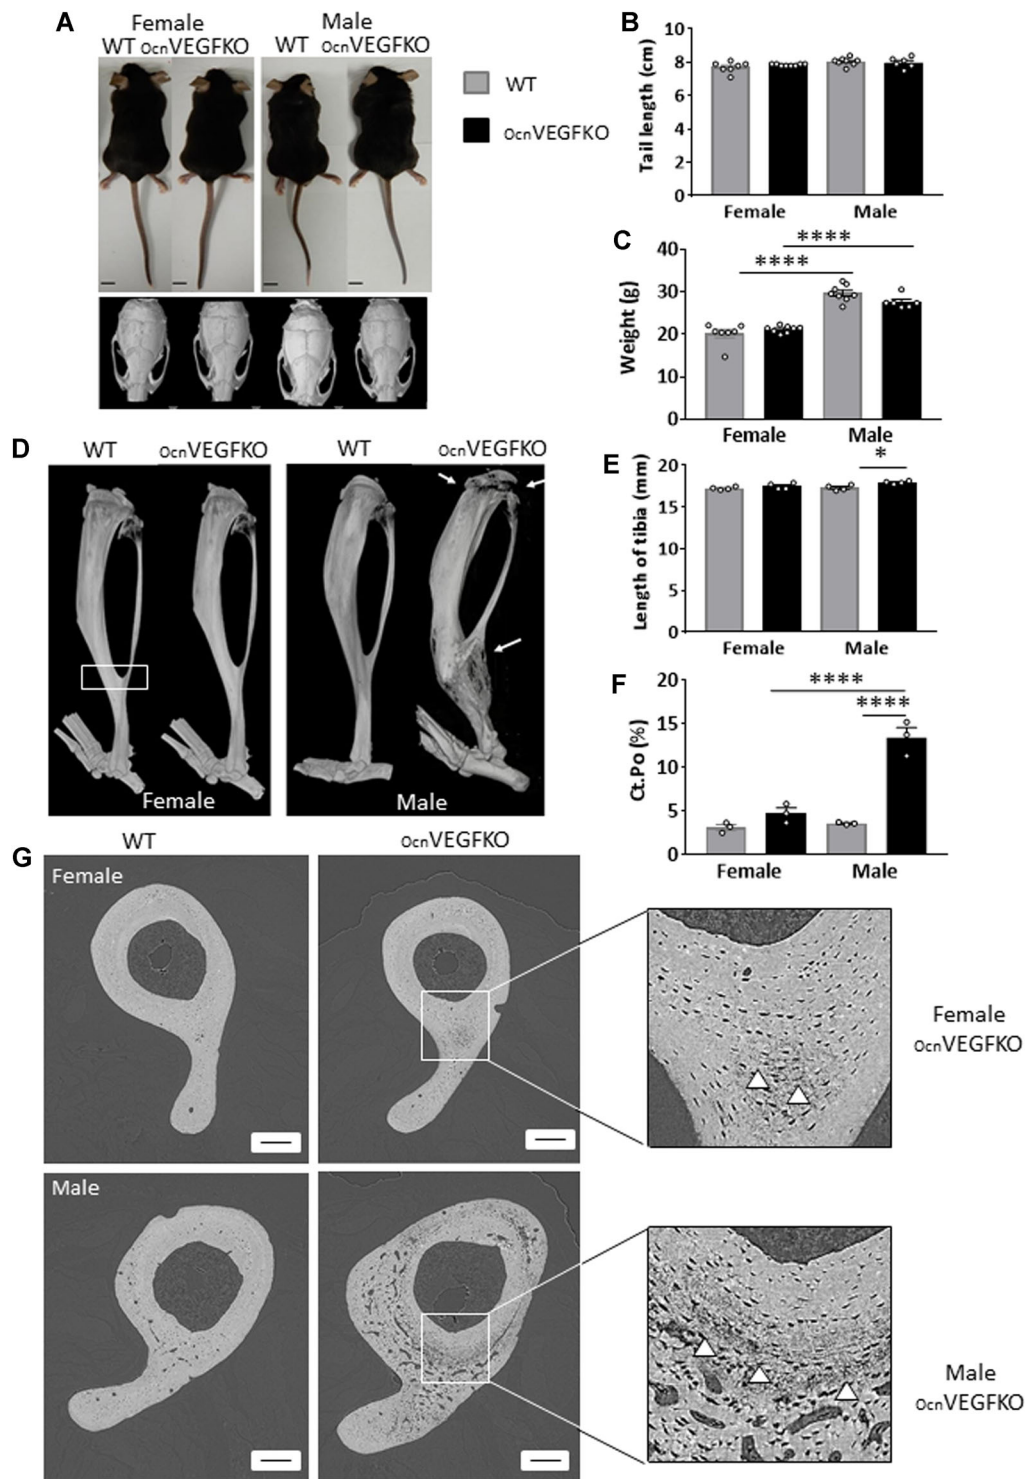 A
Female
Male
WT OcnVEGFKO
WT OcnVEGFKO
WT
OcnVEGFKO
B
Tail length (cm)
10
8
6
4
2
0
Female
Male
C
****
****
Weight (g)
40
30
20
10
0
Female
Male
D
WT
OcnVEGFKO
WT
OcnVEGFKO
Female
Male
E
*
Length of tibia (mm)
20
15
10
5
0
Female
Male
F
****
****
Ct.Po (%)
20
15
10
5
0
Female
Male
G
WT
OcnVEGFKO
Female
Female
OcnVEGFKO
Male
Male
OcnVEGFKO